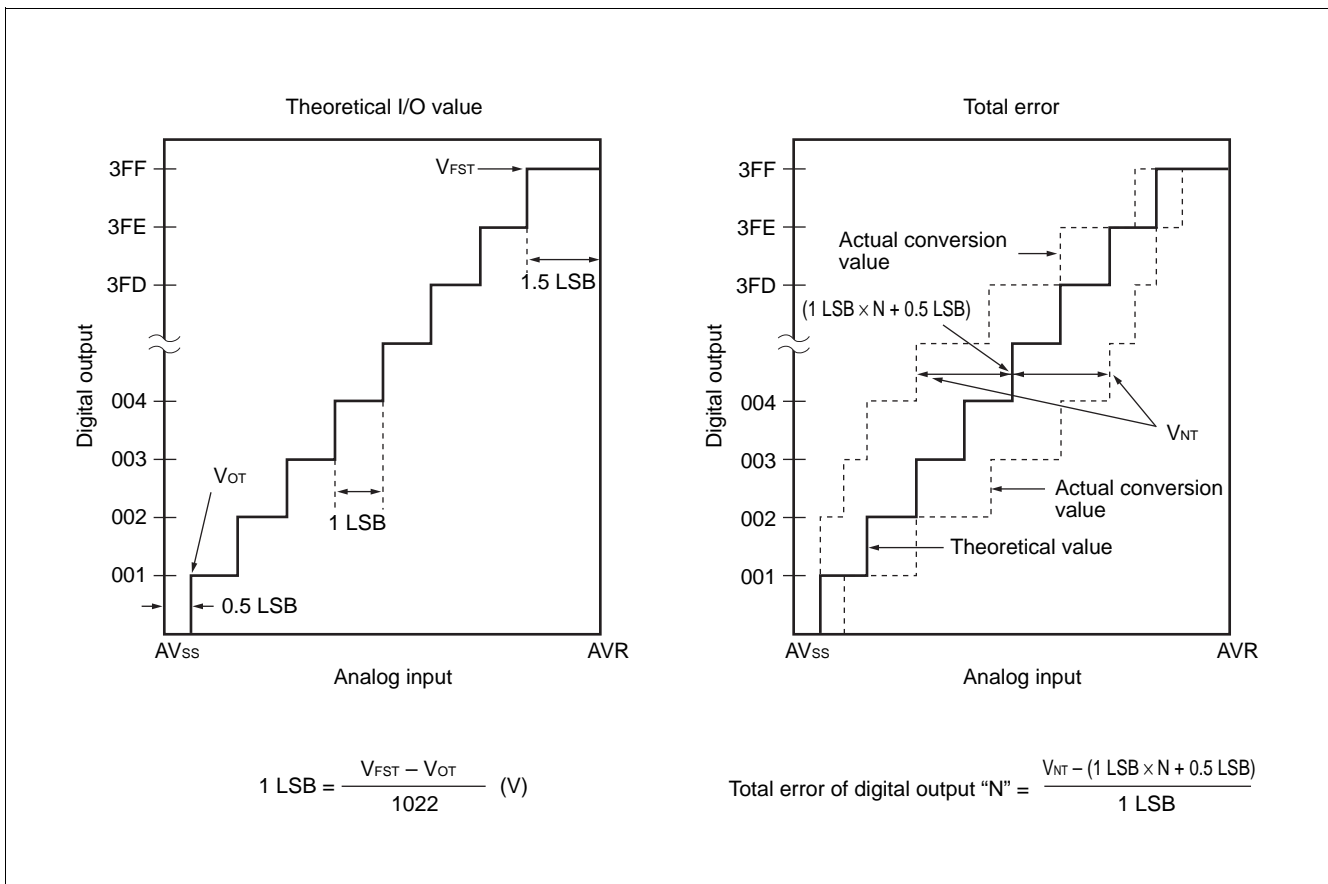 Theoretical I/O value
3FF
3FE
3FD
004
003
002
001
Digital output
VFST
1.5 LSB
VOT
1 LSB
0.5 LSB
AVSS
AVR
Analog input
1 LSB = VFST – VOT / 1022 (V)
Total error
3FF
3FE
3FD
004
003
002
001
Digital output
Actual conversion
value
(1 LSB × N + 0.5 LSB)
VNT
Actual conversion
value
Theoretical value
AVSS
AVR
Analog input
Total error of digital output “N” = VNT – (1 LSB × N + 0.5 LSB) / 1 LSB